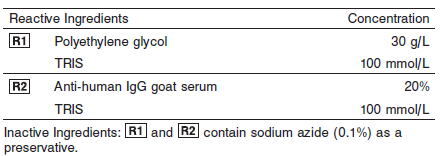 Reactive Ingredients Concentration
R1 Polyethylene glycol 30 g/L
TRIS 100 mmol/L
R2 Anti-human IgG goat serum 20%
TRIS 100 mmol/L
Inactive Ingredients: R1 and R2 contain sodium azide (0.1%) as a
preservative.